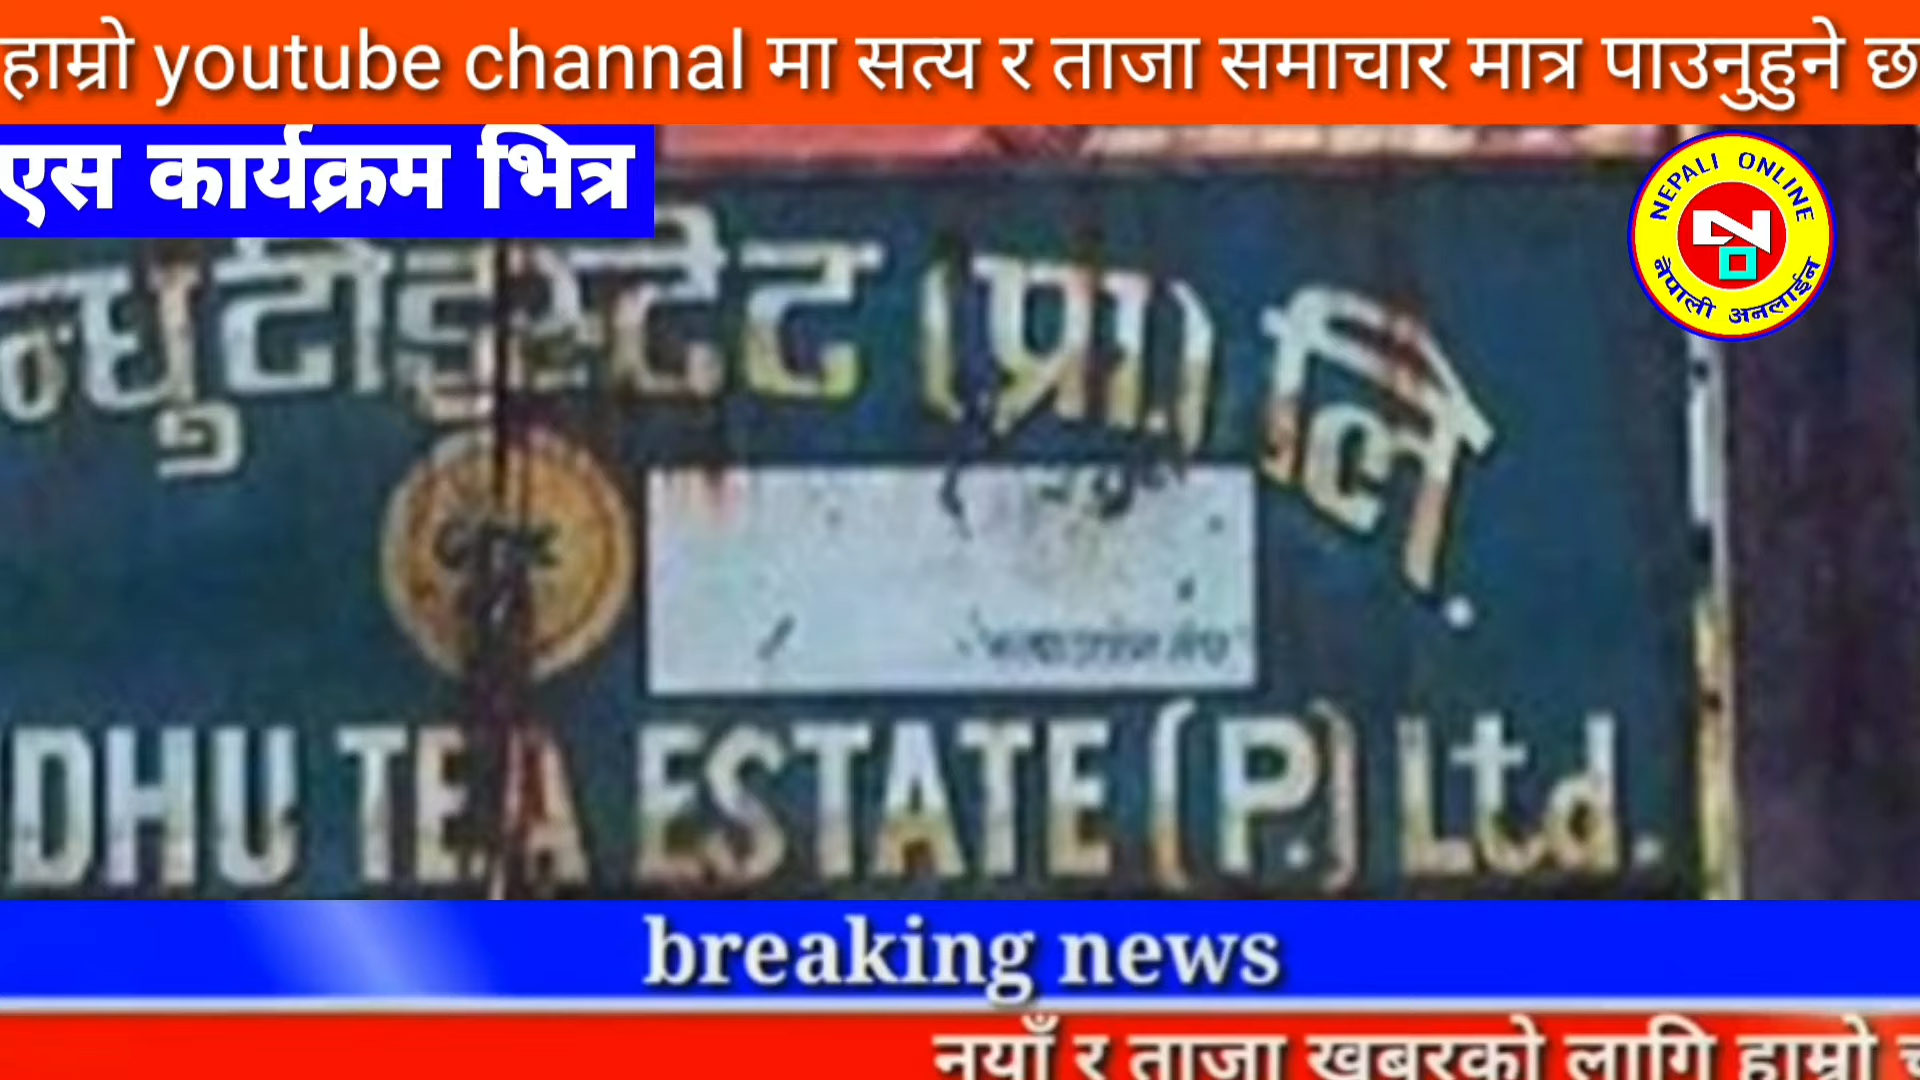 हाम्रो youtube channal मा सत्य र ताजा समाचार मात्र पाउनुहुने छ
एस कार्यक्रम भित्र
NEPALI ONLINE
नेपाली अनलाईन
न्धु टी इस्टेट (प्रा) लि.
DHU TEA ESTATE (P.) Ltd.
breaking news
नयाँ र ताजा खबरको लागि हाम्रो च